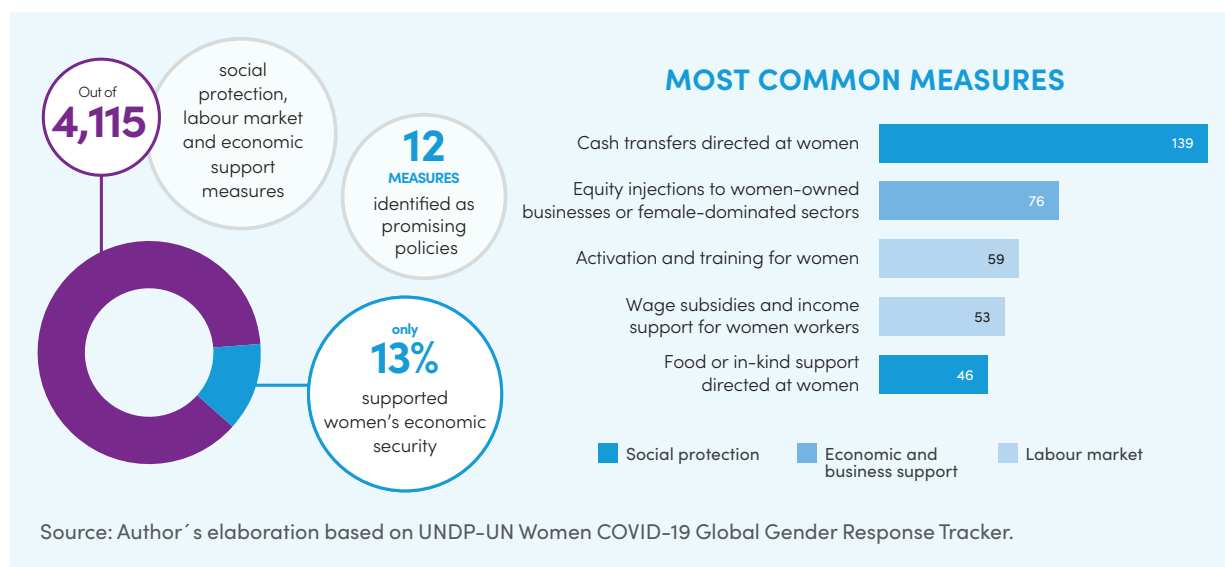 Out of
4,115
social
protection,
labour market
and economic
support
measures
12
MEASURES
identified as
promising
policies
only
13%
supported
women's economic
security
MOST COMMON MEASURES
Cash transfers directed at women
139
Equity injections to women-owned
businesses or female-dominated sectors
76
Activation and training for women
59
Wage subsidies and income
support for women workers
53
Food or in-kind support
directed at women
46
Social protection
Economic and
business support
Labour market
Source: Author´s elaboration based on UNDP-UN Women COVID-19 Global Gender Response Tracker.